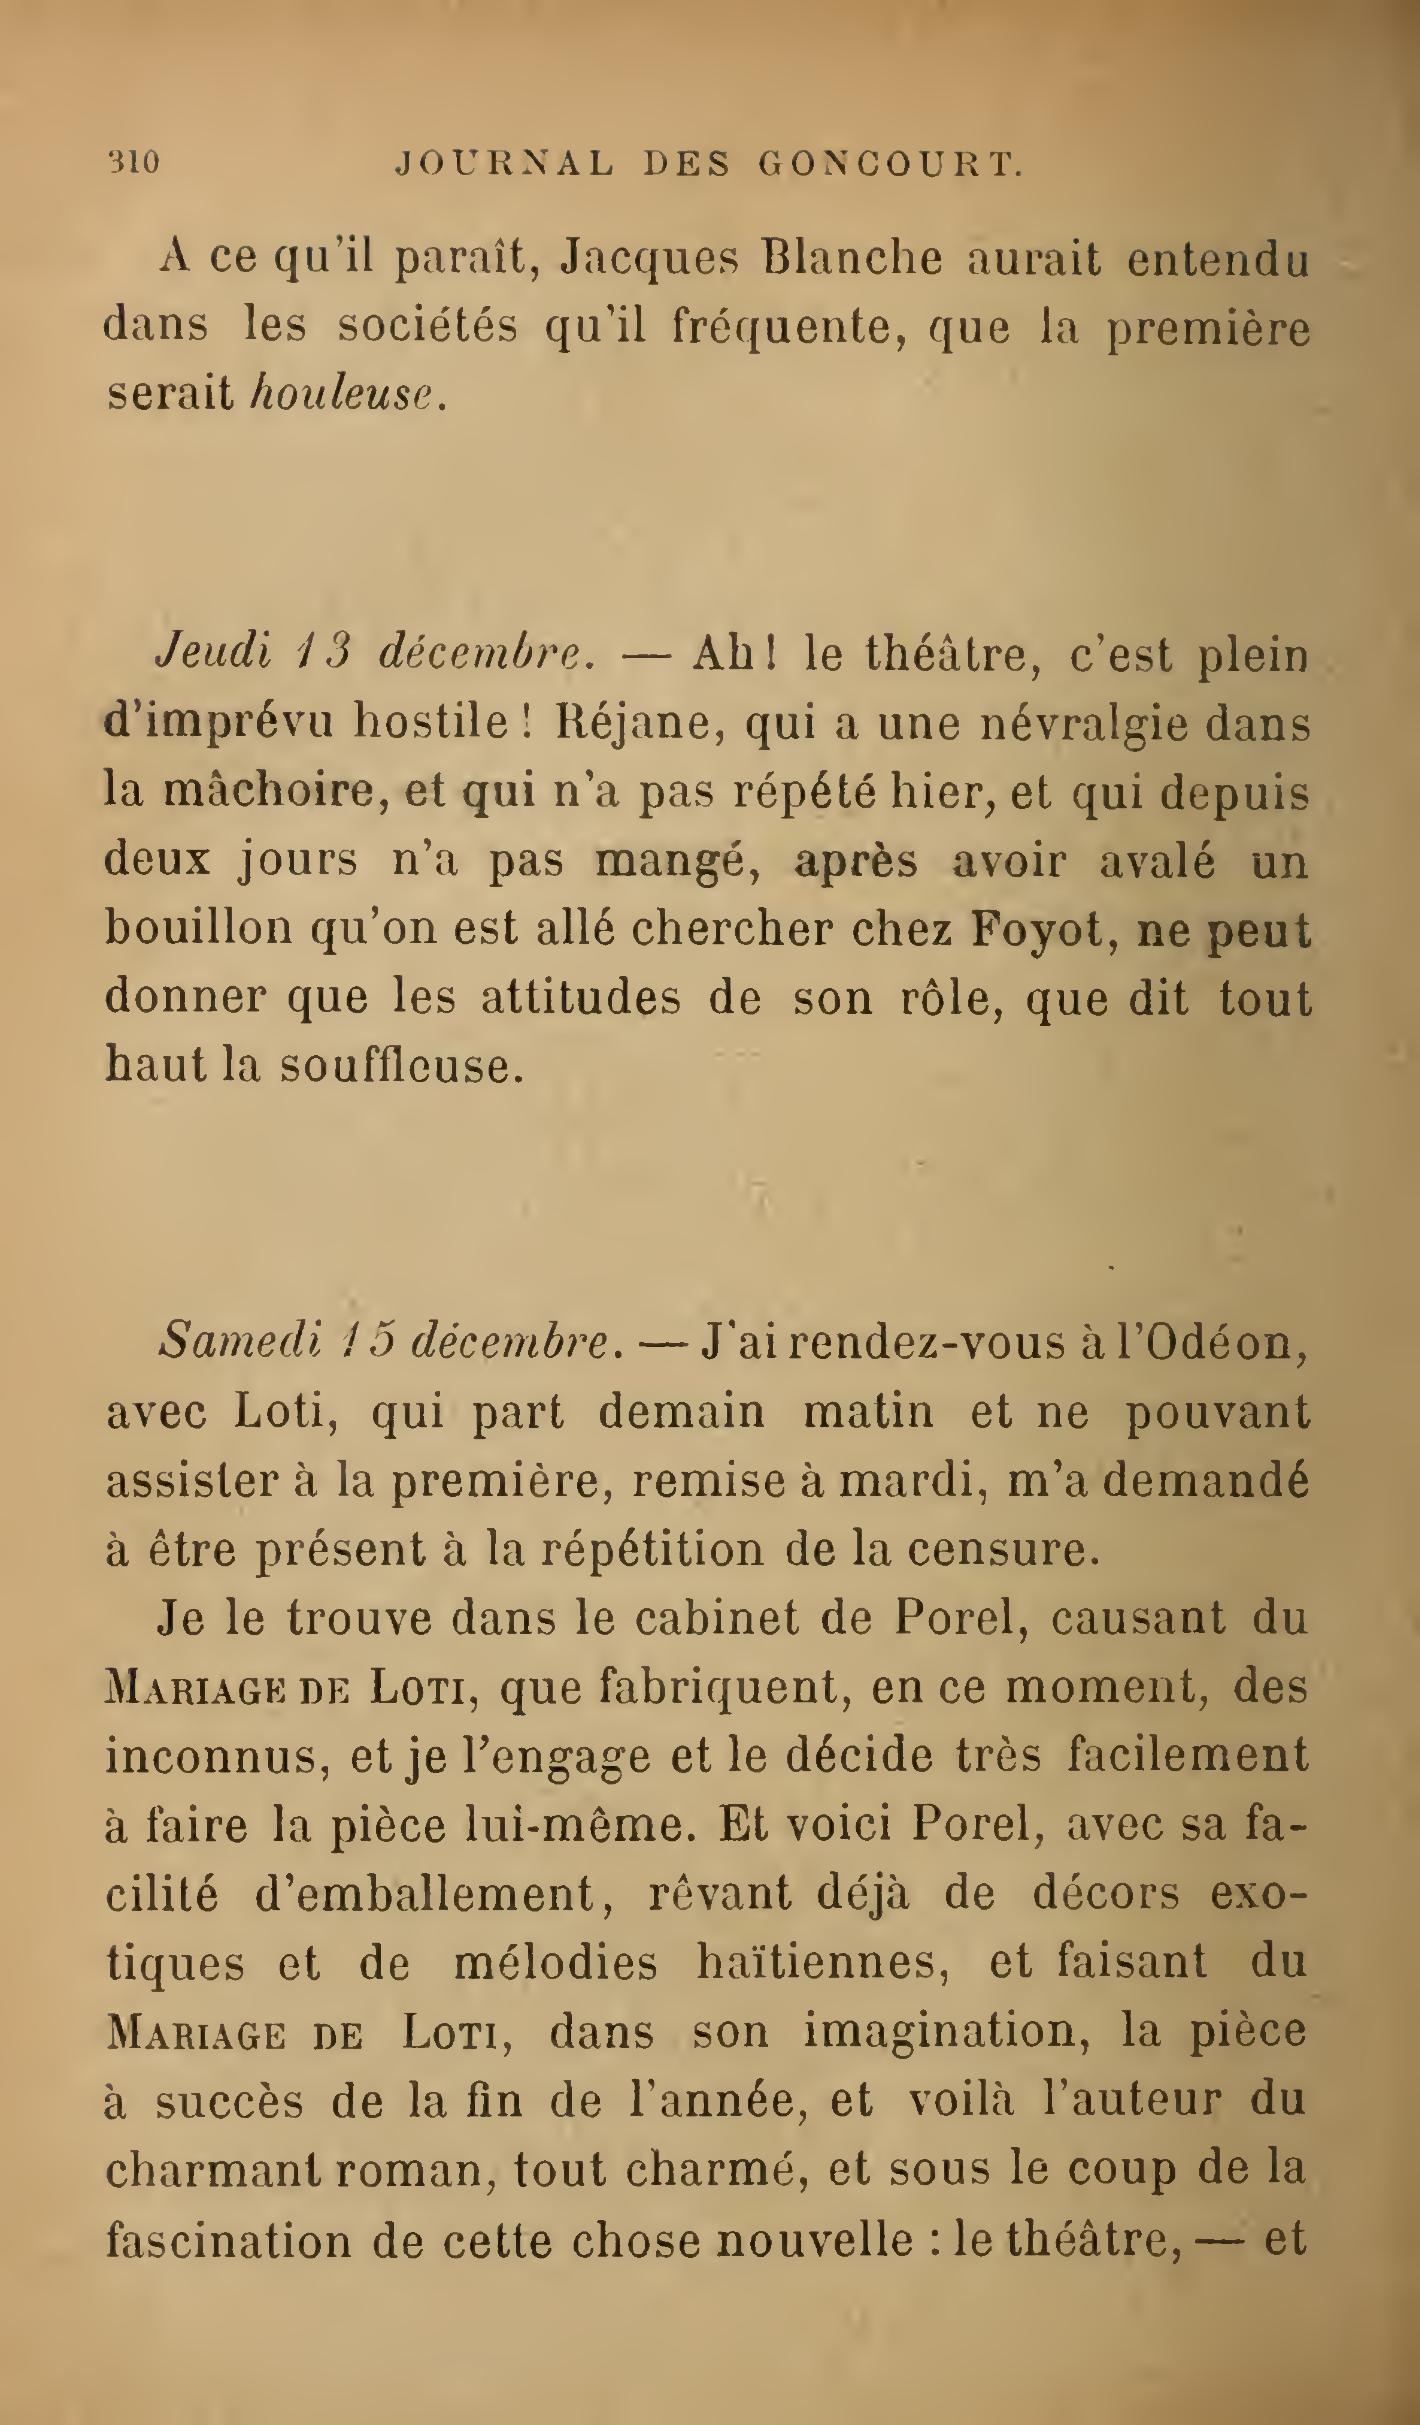 310 JOURNAL DES GONCOURT.
A ce qu'il paraît, Jacques Blanche aurait entendu
dans les sociétés qu'il fréquente, que la première
serait houleuse.
Jeudi 13 décembre. — Ah! le théâtre, c'est plein
d'imprévu hostile ! Réjane, qui a une névralgie dans
la mâchoire, et qui n'a pas répété hier, et qui depuis
deux jours n'a pas mangé, après avoir avalé un
bouillon qu'on est allé chercher chez Foyot, ne peut
donner que les attitudes de son rôle, que dit tout
haut la souffleuse.
Samedi 15 décembre. — J'ai rendez-vous à l'Odéon,
avec Loti, qui part demain matin et ne pouvant
assister à la première, remise à mardi, m'a demandé
à être présent à la répétition de la censure.
Je le trouve dans le cabinet de Porel, causant du
MARIAGE DE LOTI, que fabriquent, en ce moment, des
inconnus, et je l'engage et le décide très facilement
à faire la pièce lui-même. Et voici Porel, avec sa fa-
cilité d'emballement, rêvant déjà de décors exo-
tiques et de mélodies haïtiennes, et faisant du
MARIAGE DE LOTI, dans son imagination, la pièce
à succès de la fin de l'année, et voilà l'auteur du
charmant roman, tout charmé, et sous le coup de la
fascination de cette chose nouvelle : le théâtre, — et